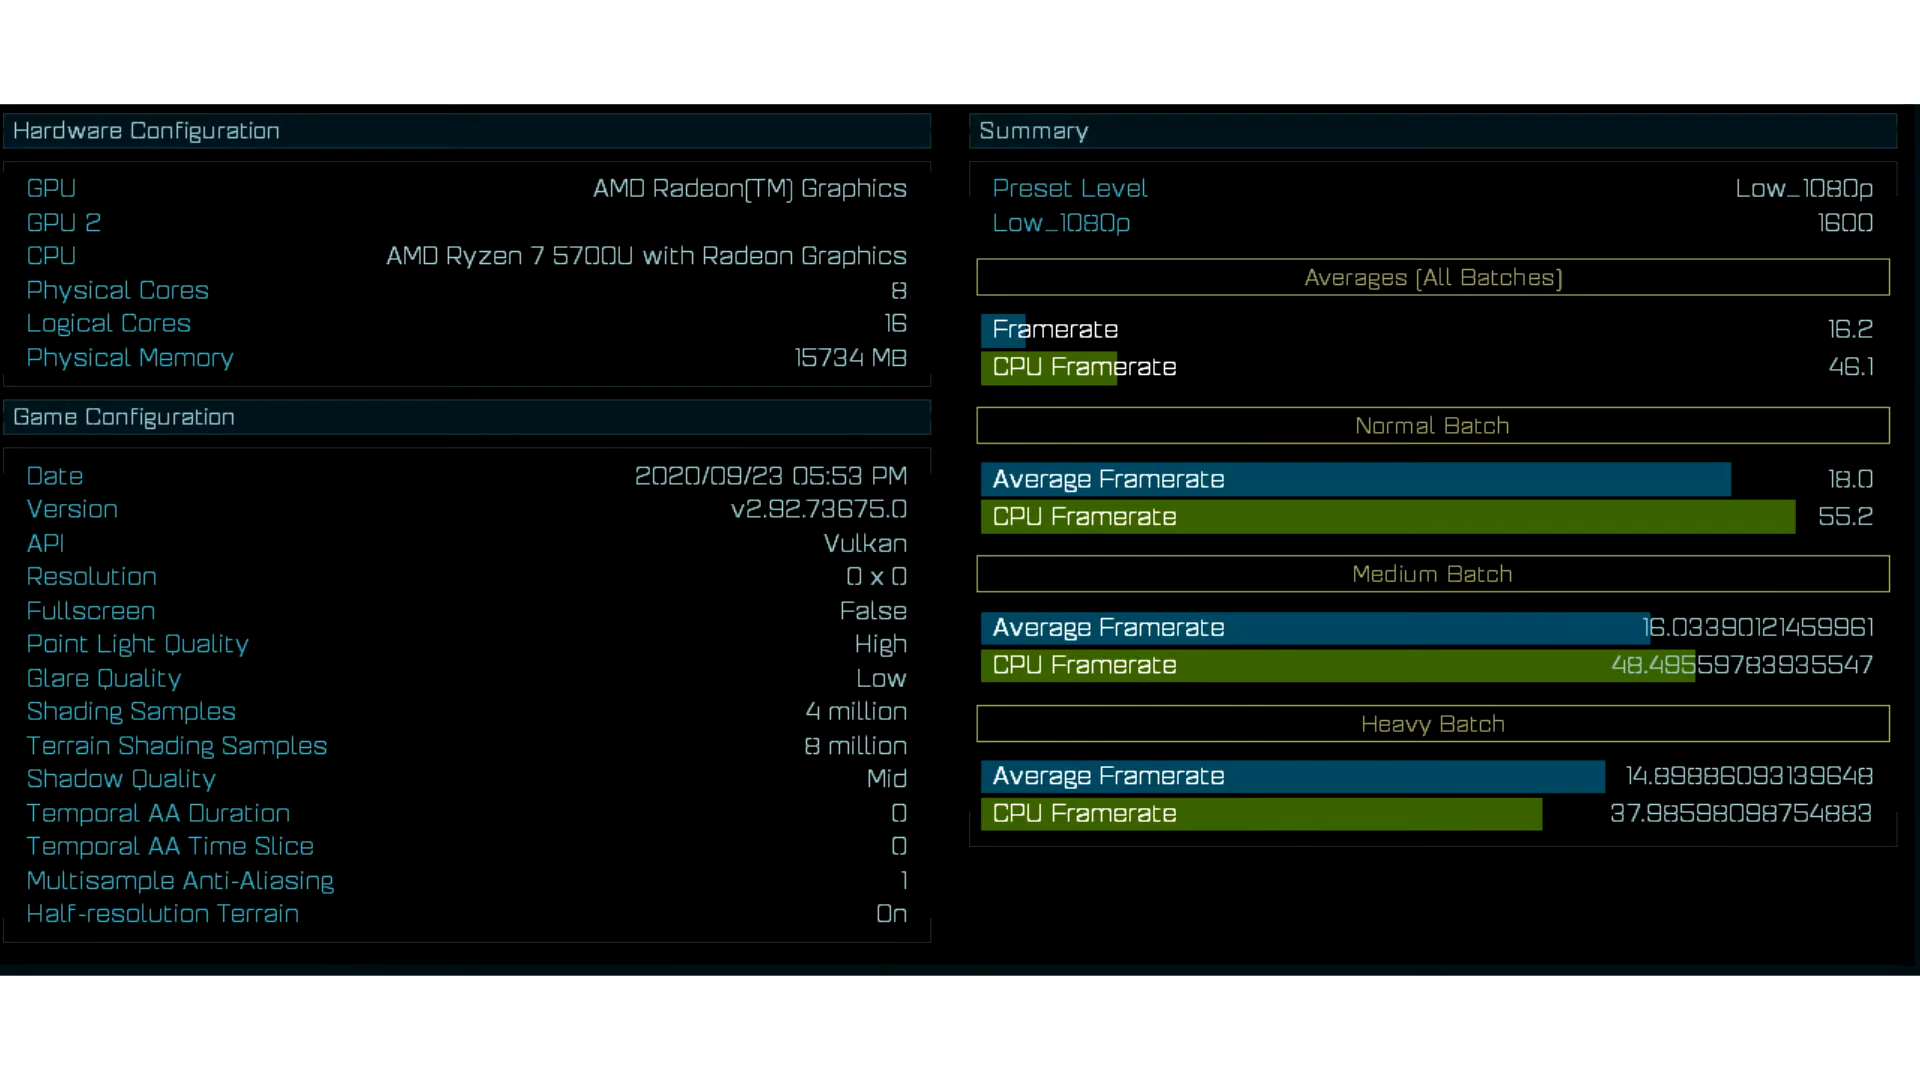 Hardware Configuration
GPU AMD Radeon(TM) Graphics
GPU 2
CPU AMD Ryzen 7 5700U with Radeon Graphics
Physical Cores 8
Logical Cores 16
Physical Memory 15734 MB
Game Configuration
Date 2020/09/23 05:53 PM
Version v2.92.73675.0
API Vulkan
Resolution 0 x 0
Fullscreen False
Point Light Quality High
Glare Quality Low
Shading Samples 4 million
Terrain Shading Samples 8 million
Shadow Quality Mid
Temporal AA Duration 0
Temporal AA Time Slice 0
Multisample Anti-Aliasing 1
Half-resolution Terrain On
Summary
Preset Level Low_1080p
Low_1080p 1600
Averages (All Batches)
Framerate 16.2
CPU Framerate 46.1
Normal Batch
Average Framerate 18.0
CPU Framerate 55.2
Medium Batch
Average Framerate 16.03390121459961
CPU Framerate 48.49559783935547
Heavy Batch
Average Framerate 14.89886093139648
CPU Framerate 37.98598098754883